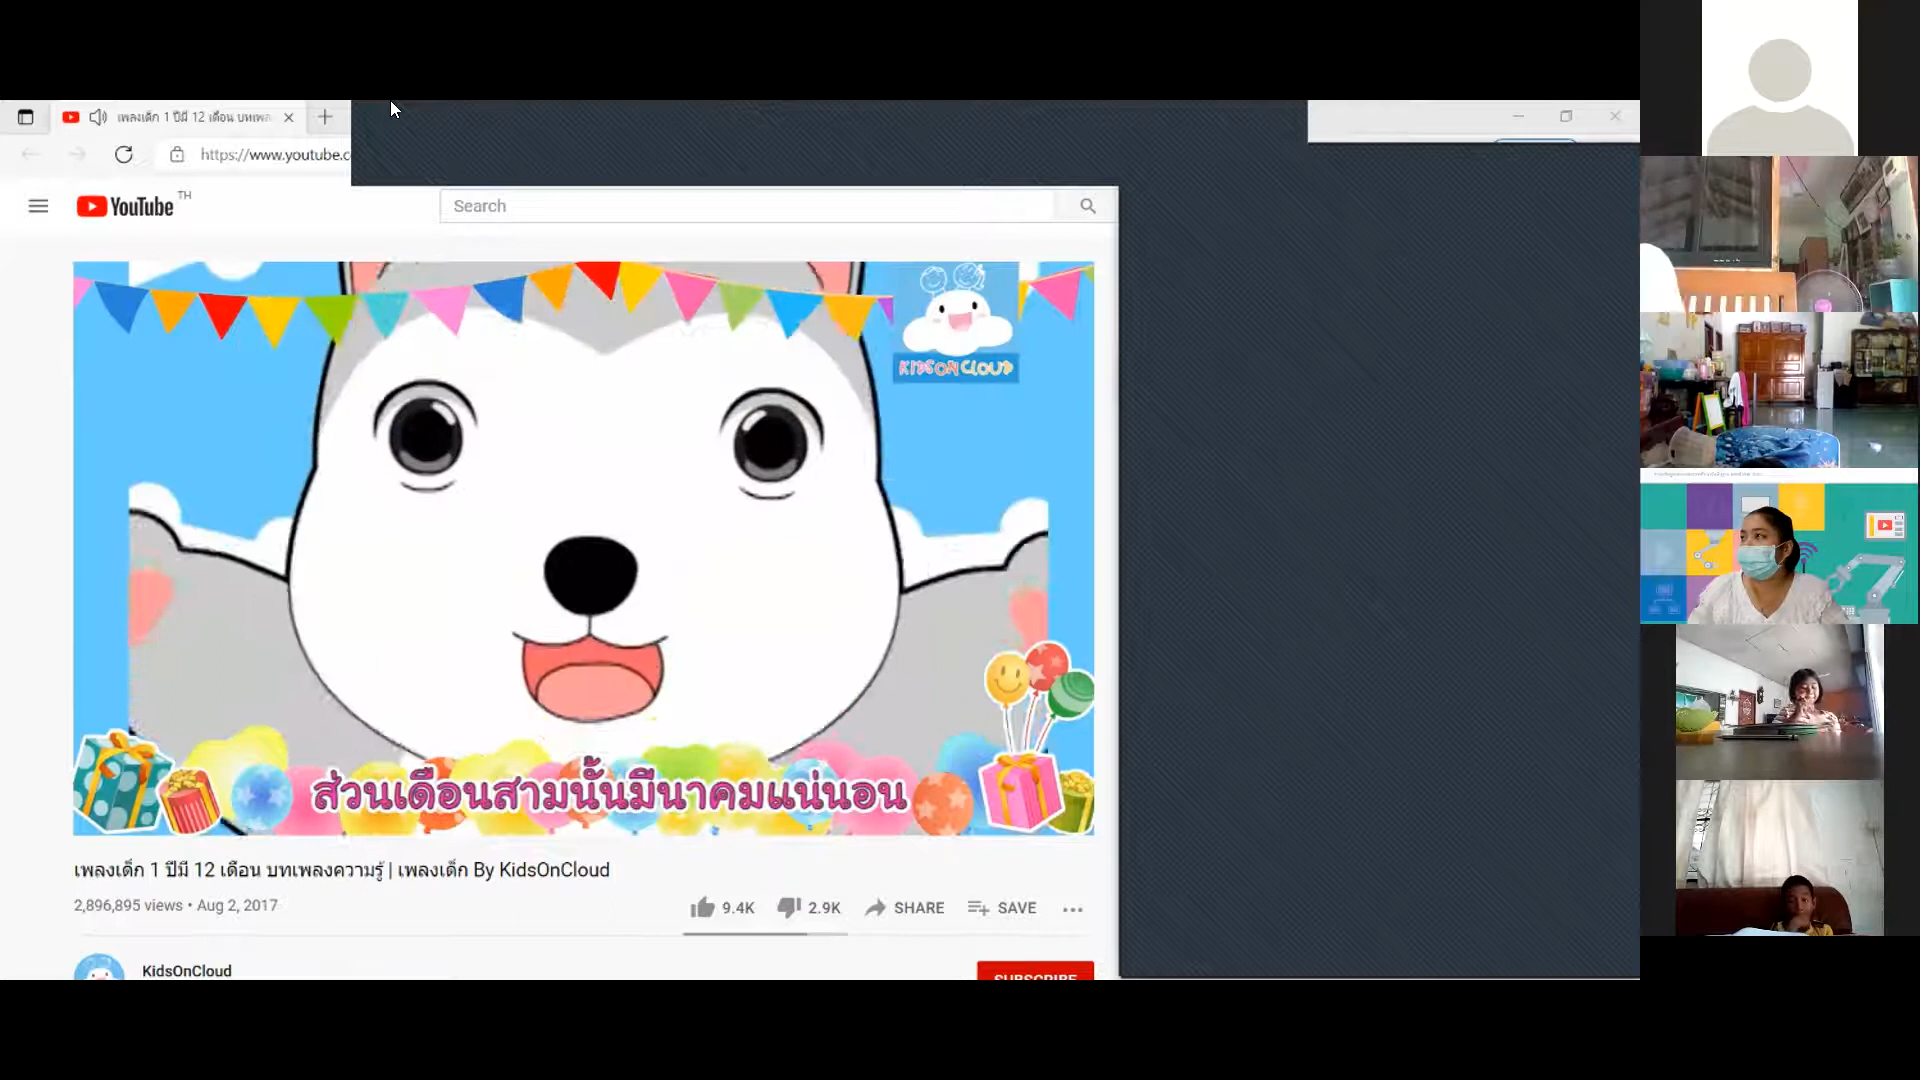 เพลงเด็ก 1 ปีมี 12 เดือน บทเพล
https://www.youtube.c
YouTube TH
Search
KIDSONCLOUD
ส่วนเดือนสามนั้นมีนาคมแน่นอน
เพลงเด็ก 1 ปีมี 12 เดือน บทเพลงความรู้ | เพลงเด็ก By KidsOnCloud
2,896,895 views • Aug 2, 2017
9.4K 2.9K SHARE SAVE
KidsOnCloud
SUBSCRIBE